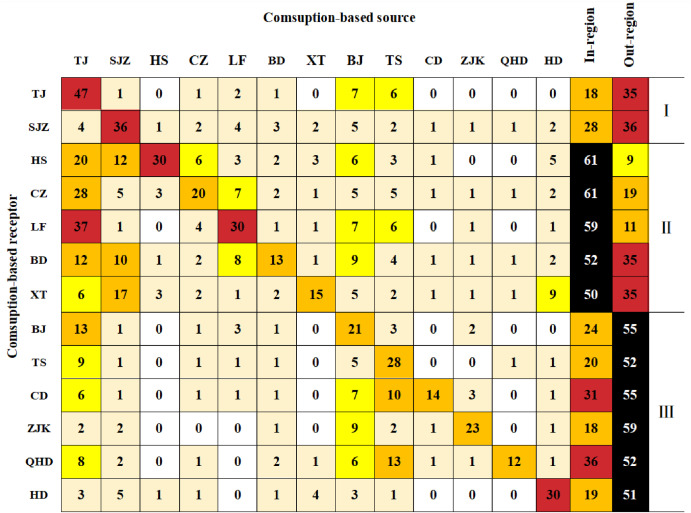 Comsuption-based source
TJ SJZ HS CZ LF BD XT BJ TS CD ZJK QHD HD In-region Out-region
TJ 47 1 0 1 2 1 0 7 6 0 0 0 0 18 35
SJZ 4 36 1 2 4 3 2 5 2 1 1 1 2 28 36
I
HS 20 12 30 6 3 2 3 6 3 1 0 0 5 61 9
CZ 28 5 3 20 7 2 1 5 5 1 1 1 2 61 19
LF 37 1 0 4 30 1 1 7 6 0 1 0 1 59 11
II
BD 12 10 1 2 8 13 1 9 4 1 1 1 2 52 35
XT 6 17 3 2 1 2 15 5 2 1 1 1 9 50 35
BJ 13 1 0 1 3 1 0 21 3 0 2 0 0 24 55
TS 9 1 0 1 1 1 0 5 28 0 0 1 1 20 52
CD 6 1 0 1 1 1 0 7 10 14 3 0 1 31 55
III
ZJK 2 2 0 0 0 1 0 9 2 1 23 0 1 18 59
QHD 8 2 0 1 0 2 1 6 13 1 1 12 1 36 52
HD 3 5 1 1 0 1 4 3 1 0 0 0 30 19 51
Comsuption-based receptor